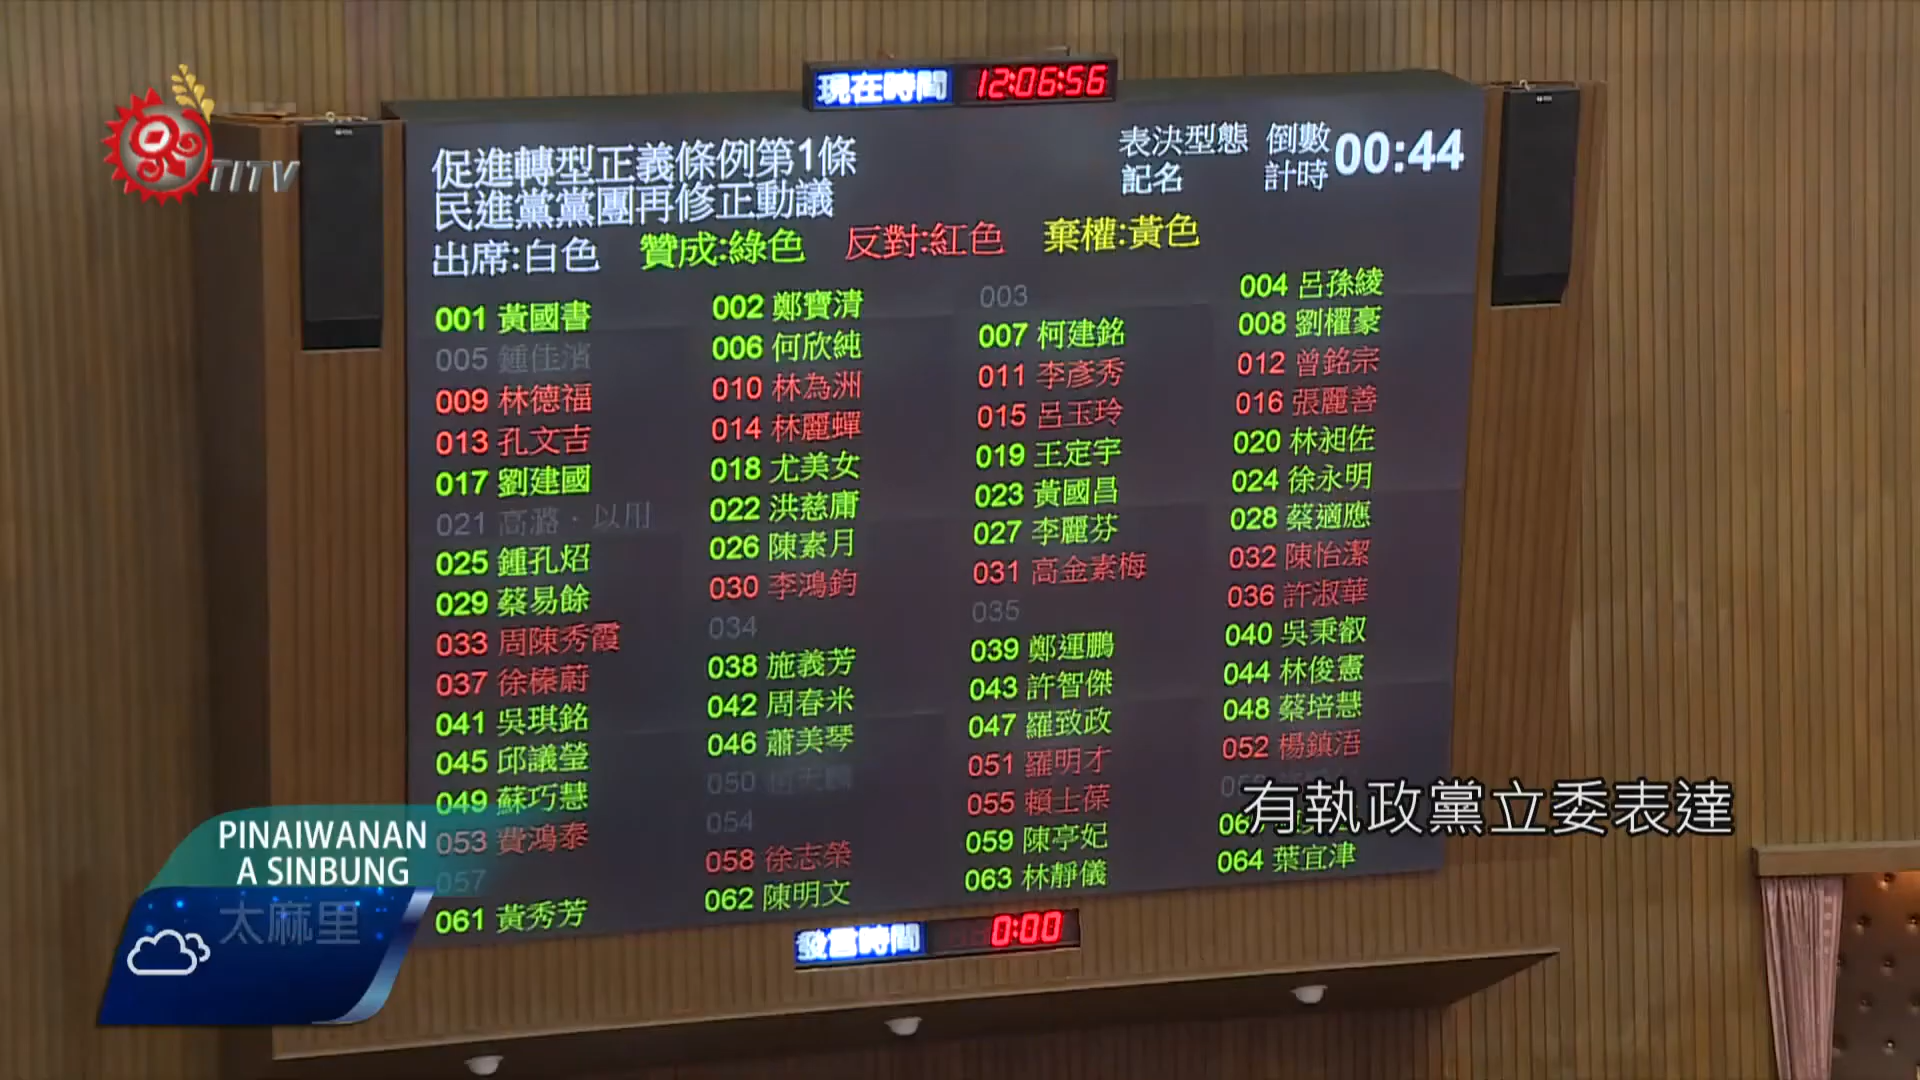 TITV
現在時間 12:06:56
促進轉型正義條例第1條
民進黨黨團再修正動議
表決型態 記名
倒數計時 00:44
出席:白色 贊成:綠色 反對:紅色 棄權:黃色
001 黃國書 002 鄭寶清 003 004 呂孫綾
005 鍾佳濱 006 何欣純 007 柯建銘 008 劉櫂豪
009 林德福 010 林為洲 011 李彥秀 012 曾銘宗
013 孔文吉 014 林麗蟬 015 呂玉玲 016 張麗善
017 劉建國 018 尤美女 019 王定宇 020 林昶佐
021 高潞·以用 022 洪慈庸 023 黃國昌 024 徐永明
025 鍾孔炤 026 陳素月 027 李麗芬 028 蔡適應
029 蔡易餘 030 李鴻鈞 031 高金素梅 032 陳怡潔
033 周陳秀霞 034 035 036 許淑華
037 徐榛蔚 038 施義芳 039 鄭運鵬 040 吳秉叡
041 吳琪銘 042 周春米 043 許智傑 044 林俊憲
045 邱議瑩 046 蕭美琴 047 羅致政 048 蔡培慧
049 蘇巧慧 050 051 羅明才 052 楊鎮浯
053 費鴻泰 054 055 賴士葆
057 058 徐志榮 059 陳亭妃
061 黃秀芳 062 陳明文 063 林靜儀 064 葉宜津
發言時間 0:00
有執政黨立委表達
PINAIWANAN
A SINBUNG
太麻里